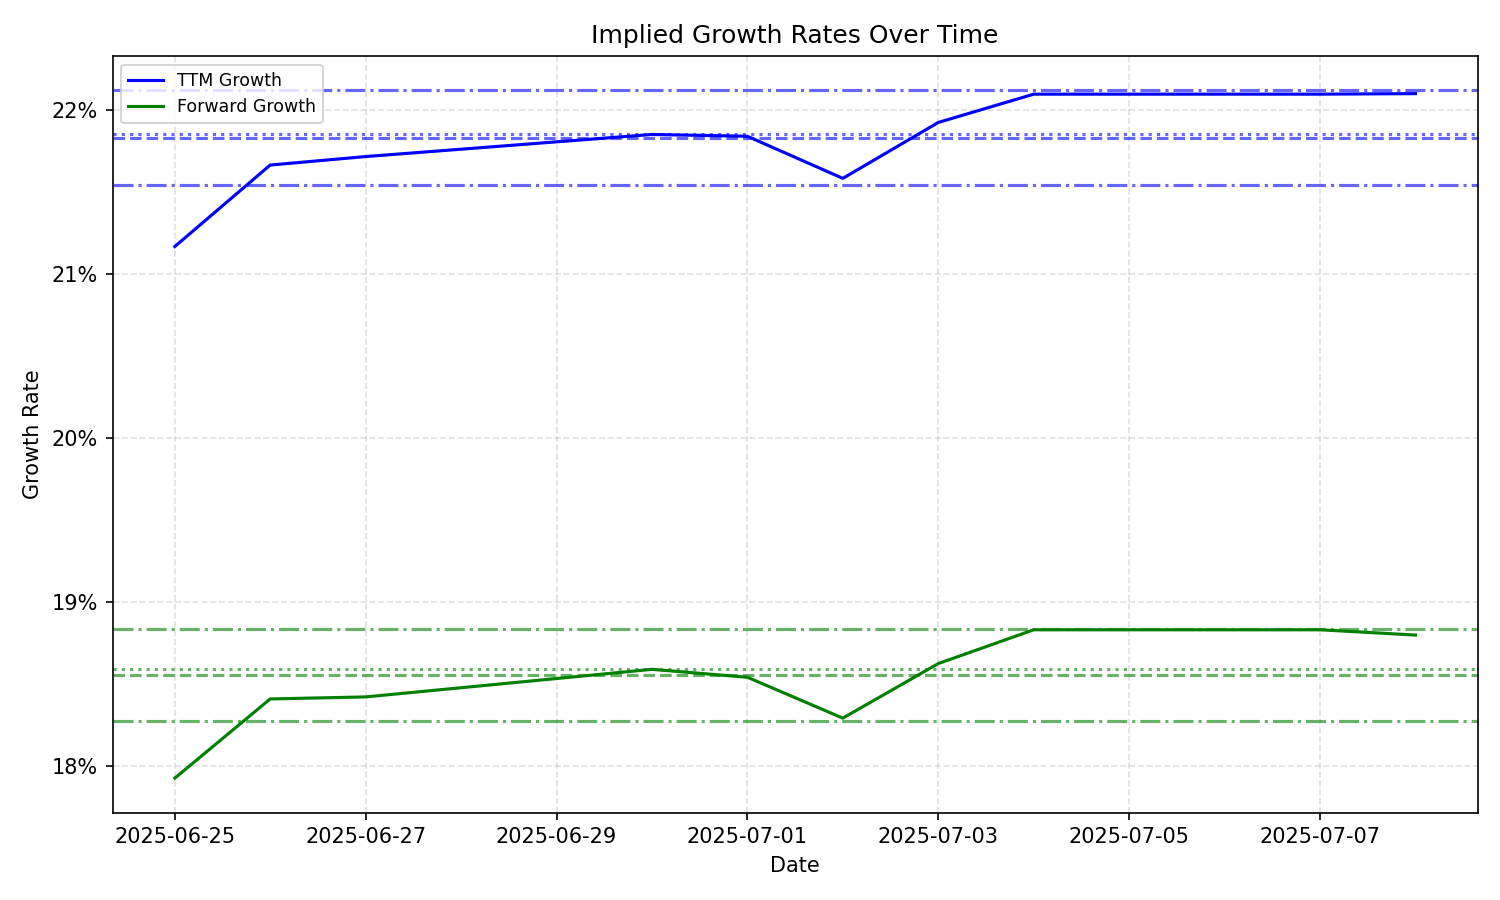 Implied Growth Rates Over Time
TTM Growth
Forward Growth
22%
21%
20%
19%
18%
Growth Rate
2025-06-25
2025-06-27
2025-06-29
2025-07-01
2025-07-03
2025-07-05
2025-07-07
Date